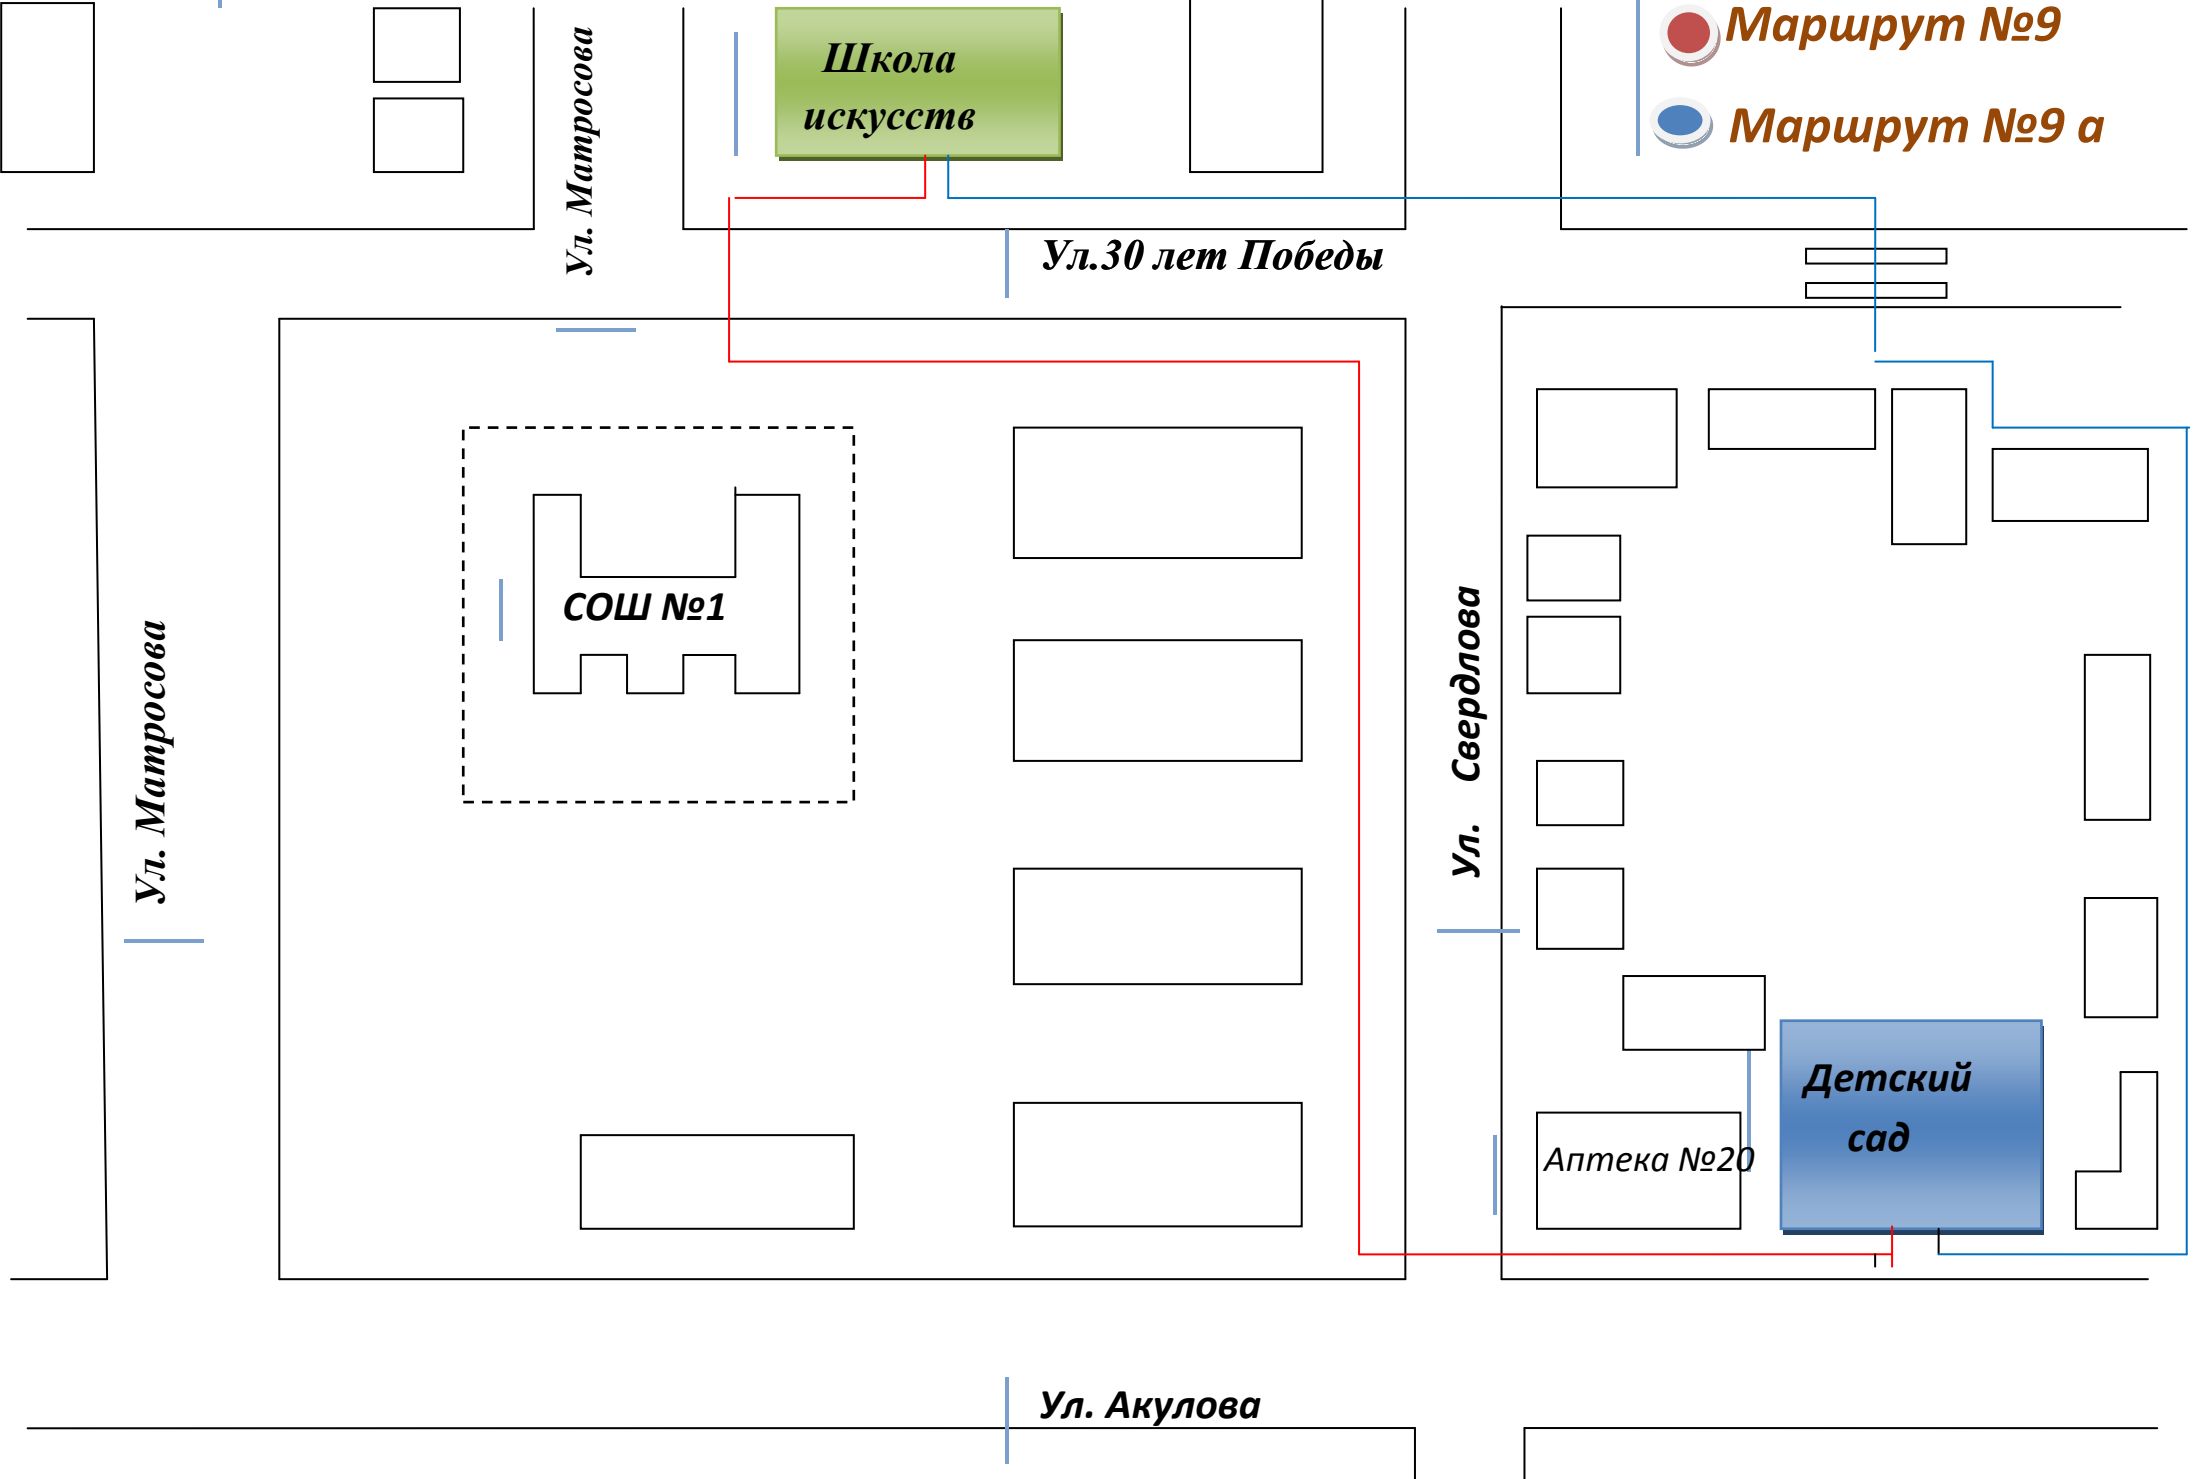 Маршрут №9
Школа
искусств
Маршрут №9 а
Ул. Матросова
Ул.30 лет Победы
СОШ №1
Ул. Матросова
Ул. Свердлова
Детский
сад
Аптека №20
Ул. Акулова